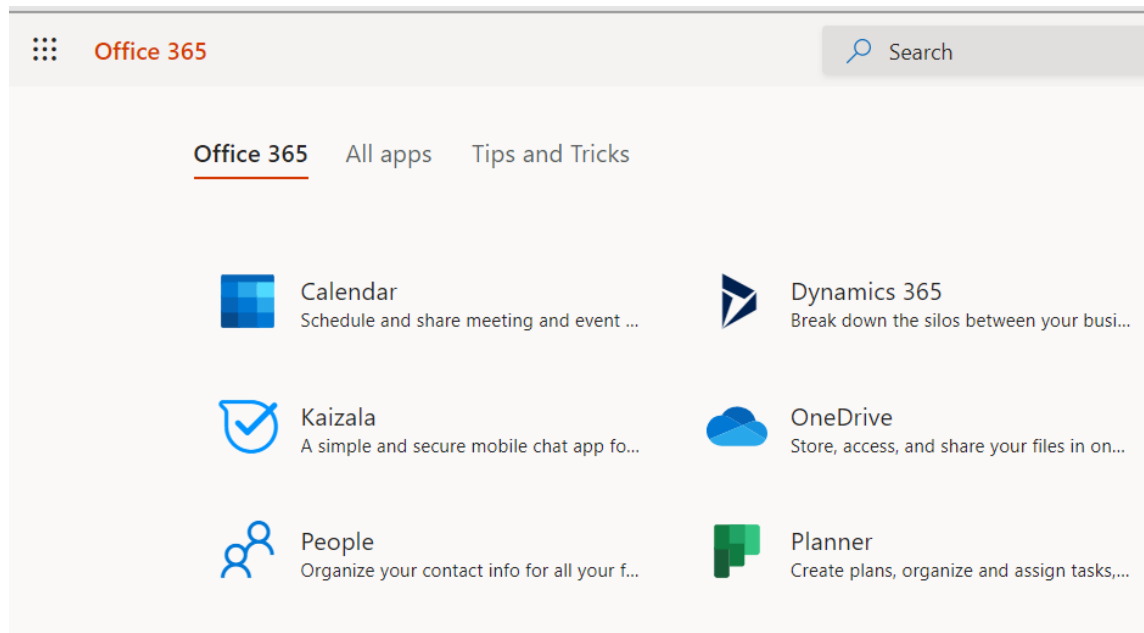 Office 365
Search
Office 365 All apps Tips and Tricks
Calendar
Schedule and share meeting and event ...
Dynamics 365
Break down the silos between your busi...
Kaizala
A simple and secure mobile chat app fo...
OneDrive
Store, access, and share your files in on...
People
Organize your contact info for all your f...
Planner
Create plans, organize and assign tasks,...